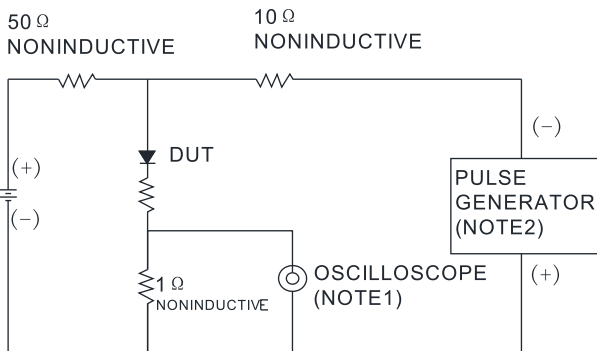 50 Ω
NONINDUCTIVE
10 Ω
NONINDUCTIVE
(−)
DUT
(+)
(−)
PULSE
GENERATOR
(NOTE2)
1 Ω
NONINDUCTIVE
OSCILLOSCOPE
(NOTE1)
(+)